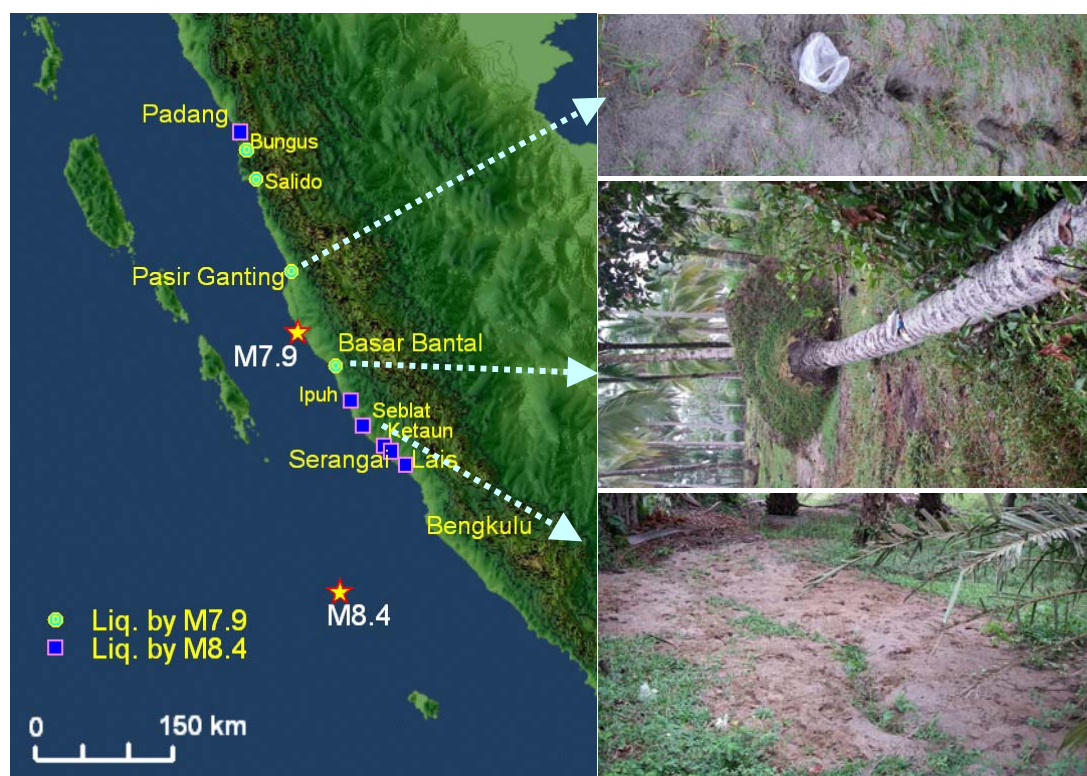 Padang
Bungus
Salido
Pasir Ganting
M7.9
Basar Bantal
Ipuh
Seblat
Ketaun
Serangai Lais
Bengkulu
M8.4
Liq. by M7.9
Liq. by M8.4
0 150 km